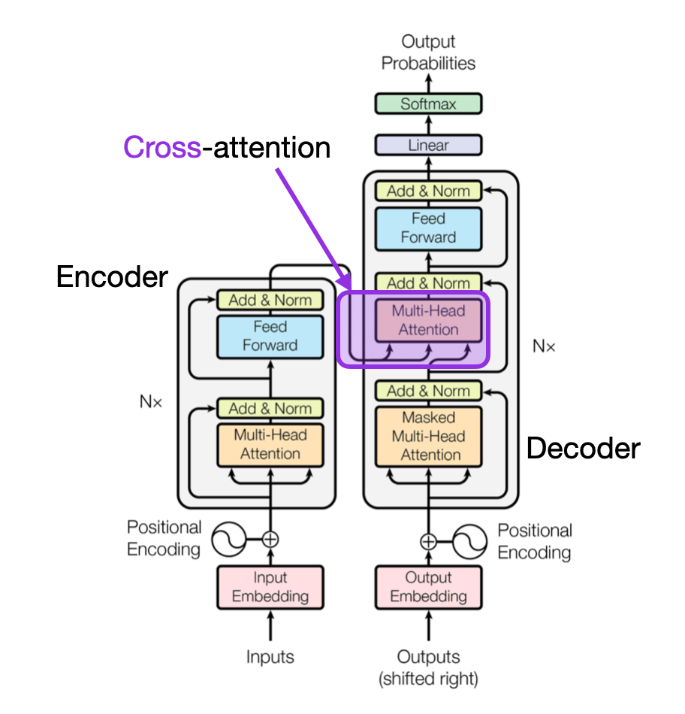 Output
Probabilities
Softmax
Linear
Cross-attention
Add & Norm
Feed
Forward
Add & Norm
Multi-Head
Attention
Add & Norm
Masked
Multi-Head
Attention
N×
Decoder
Encoder
Add & Norm
Feed
Forward
Add & Norm
Multi-Head
Attention
N×
Positional
Encoding
Positional
Encoding
Input
Embedding
Output
Embedding
Inputs
Outputs
(shifted right)